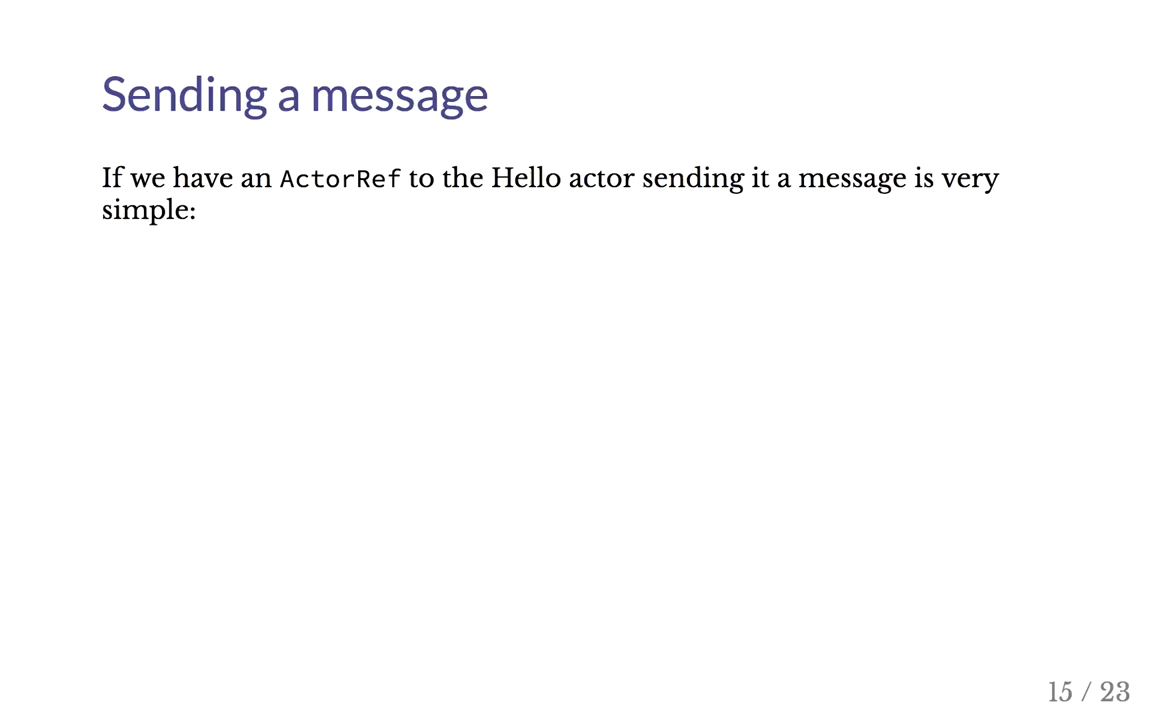 Sending a message
If we have an ActorRef to the Hello actor sending it a message is very
simple:
15 / 23